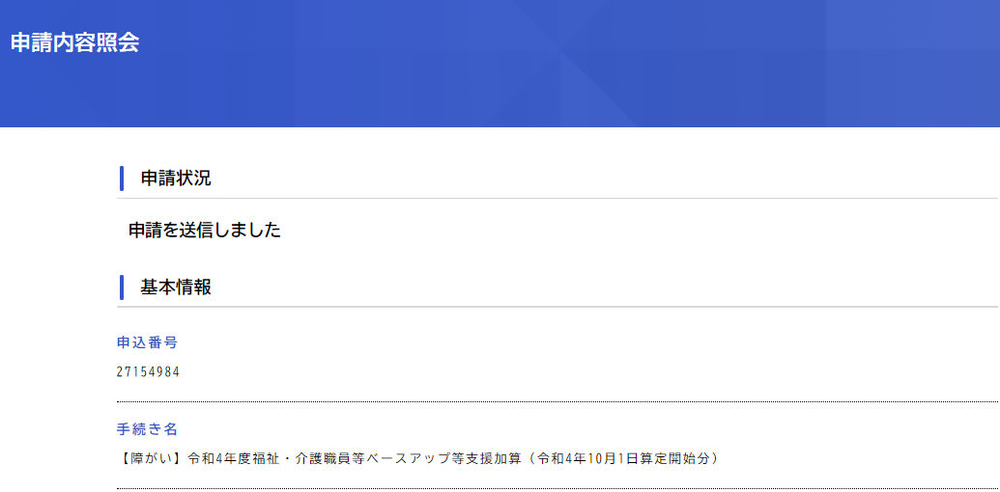 申請内容照会
申請状況
申請を送信しました
基本情報
申込番号
27154984
手続き名
【障がい】令和4年度福祉・介護職員等ベースアップ等支援加算（令和4年10月1日算定開始分）